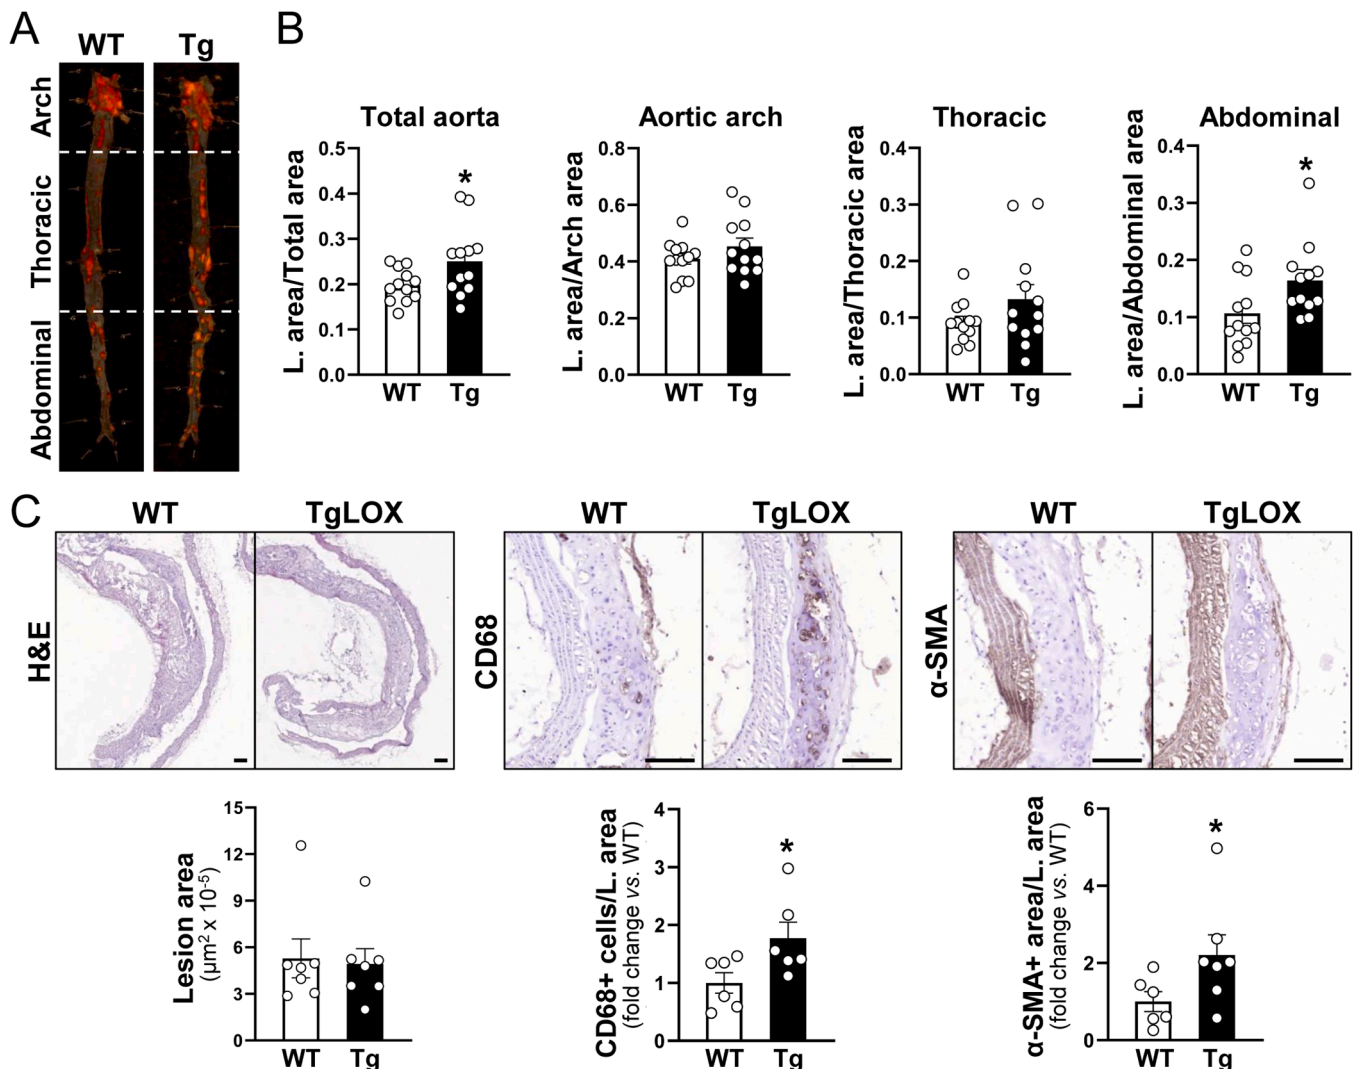 A
WT
Tg
Arch
Thoracic
Abdominal
B
Total aorta
L. area/Total area
0.5
0.4
0.3
0.2
0.1
0.0
*
WT
Tg
Aortic arch
L. area/Arch area
0.8
0.6
0.4
0.2
0.0
WT
Tg
Thoracic
L. area/Thoracic area
0.4
0.3
0.2
0.1
0.0
WT
Tg
Abdominal
L. area/Abdominal area
0.4
0.3
0.2
0.1
0.0
*
WT
Tg
C
WT
TgLOX
H&E
WT
TgLOX
CD68
WT
TgLOX
α-SMA
Lesion area
(μm² x 10⁻⁵)
15
12
9
6
3
0
WT
Tg
CD68+ cells/L. area
(fold change vs. WT)
4
3
2
1
0
*
WT
Tg
α-SMA+ area/L. area
(fold change vs. WT)
6
4
2
0
*
WT
Tg